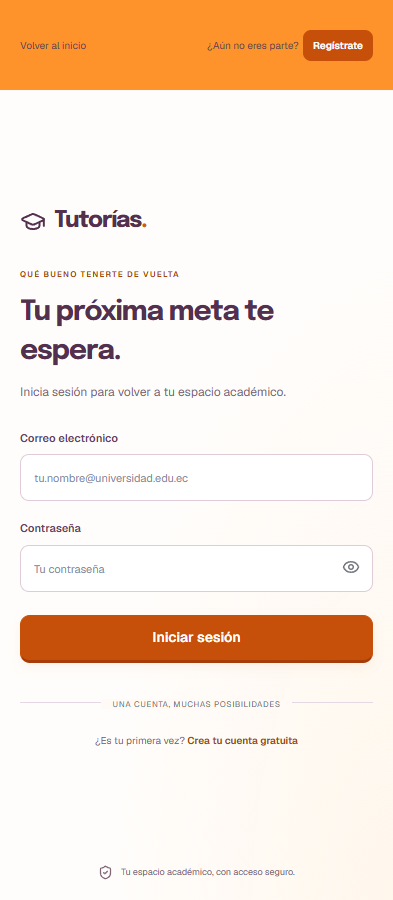 Volver al inicio
¿Aún no eres parte? Regístrate
Tutorías.
QUÉ BUENO TENERTE DE VUELTA
Tu próxima meta te
espera.
Inicia sesión para volver a tu espacio académico.
Correo electrónico
tu.nombre@universidad.edu.ec
Contraseña
Tu contraseña
Iniciar sesión
UNA CUENTA, MUCHAS POSIBILIDADES
¿Es tu primera vez? Crea tu cuenta gratuita
Tu espacio académico, con acceso seguro.